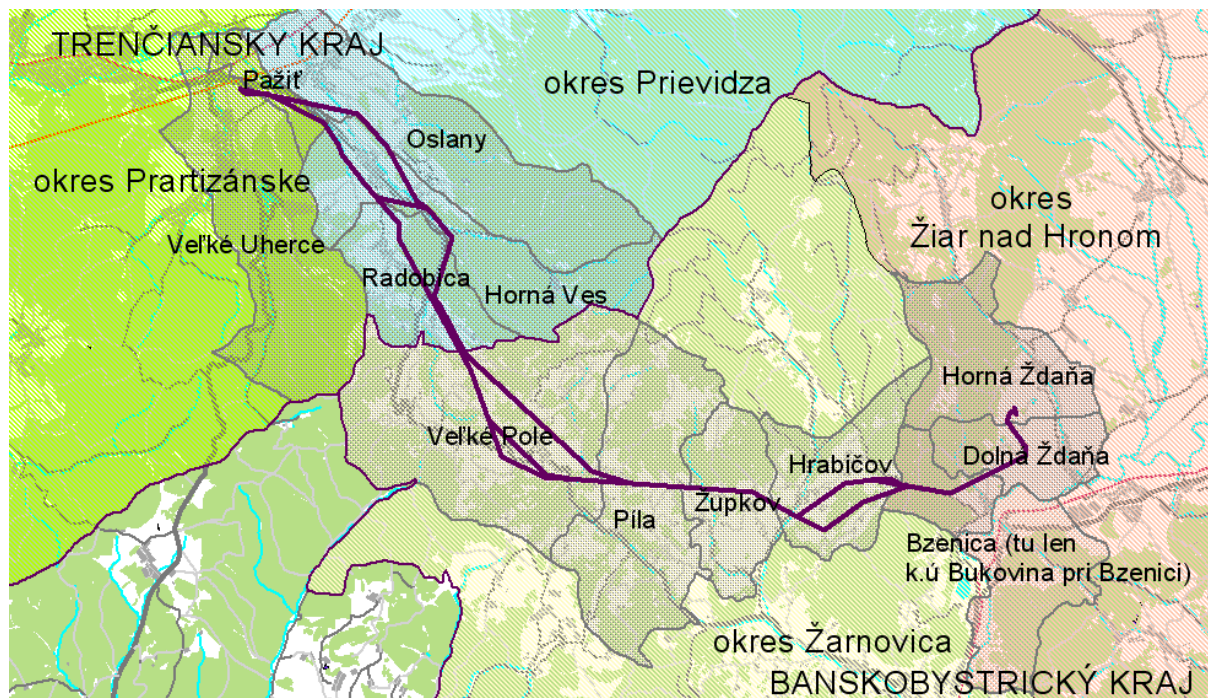 TRENČIANSKY KRAJ
Pažiť
okres Prievidza
Oslany
okres Prartizánske
okres
Žiar nad Hronom
Veľké Uherce
Radobica
Horná Ves
Horná Ždaňa
Veľké Pole
Hrabičov
Dolná Ždaňa
Župkov
Píla
Bzenica (tu len
k.ú Bukovina pri Bzenici)
okres Žarnovica
BANSKOBYSTRICKÝ KRAJ